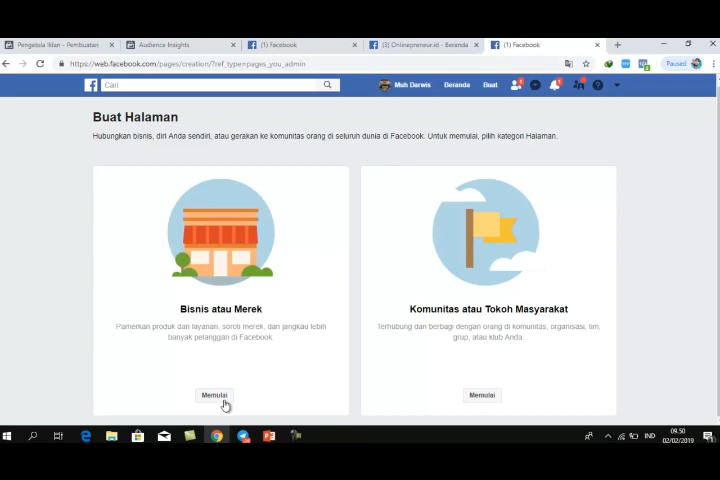 Pengelola Iklan - Pembuatan
Audience Insights
(1) Facebook
(3) Onlinepreneur.id - Beranda
(1) Facebook
https://web.facebook.com/pages/creation/?ref_type=pages_you_admin
Paused
Cari
Muh Darwis
Beranda
Buat
Buat Halaman
Hubungkan bisnis, diri Anda sendiri, atau gerakan ke komunitas orang di seluruh dunia di Facebook. Untuk memulai, pilih kategori Halaman.
Bisnis atau Merek
Pamerkan produk dan layanan, soroti merek, dan jangkau lebih
banyak pelanggan di Facebook.
Memulai
Komunitas atau Tokoh Masyarakat
Terhubung dan berbagi dengan orang di komunitas, organisasi, tim,
grup, atau klub Anda.
Memulai
IND
09.50
02/02/2019